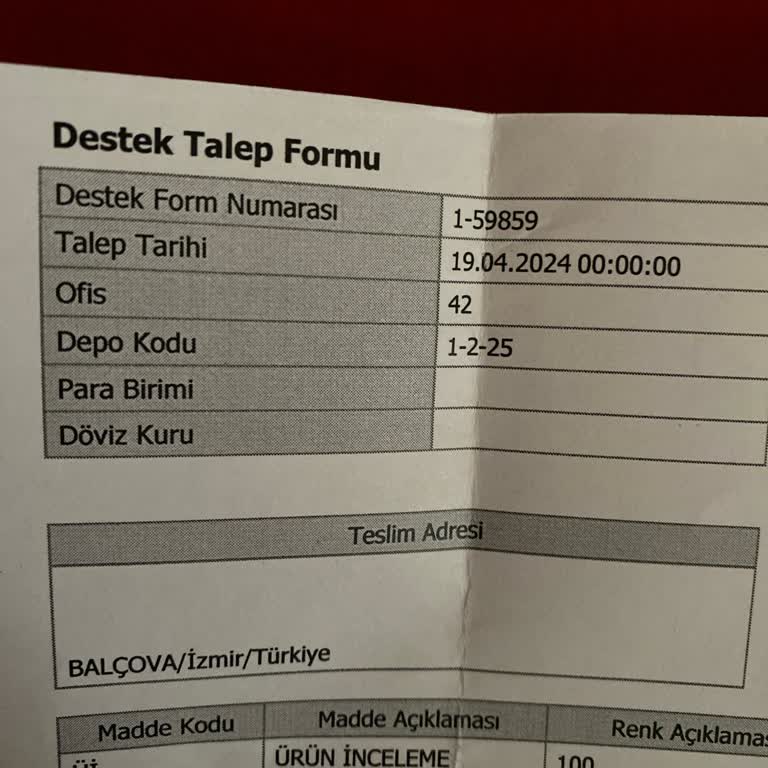 Destek Talep Formu
Destek Form Numarası 1-59859
Talep Tarihi 19.04.2024 00:00:00
Ofis 42
Depo Kodu 1-2-25
Para Birimi
Döviz Kuru
Teslim Adresi
BALÇOVA/İzmir/Türkiye
Madde Kodu Madde Açıklaması Renk Açıklamas
ÜRÜN İNCELEME 100